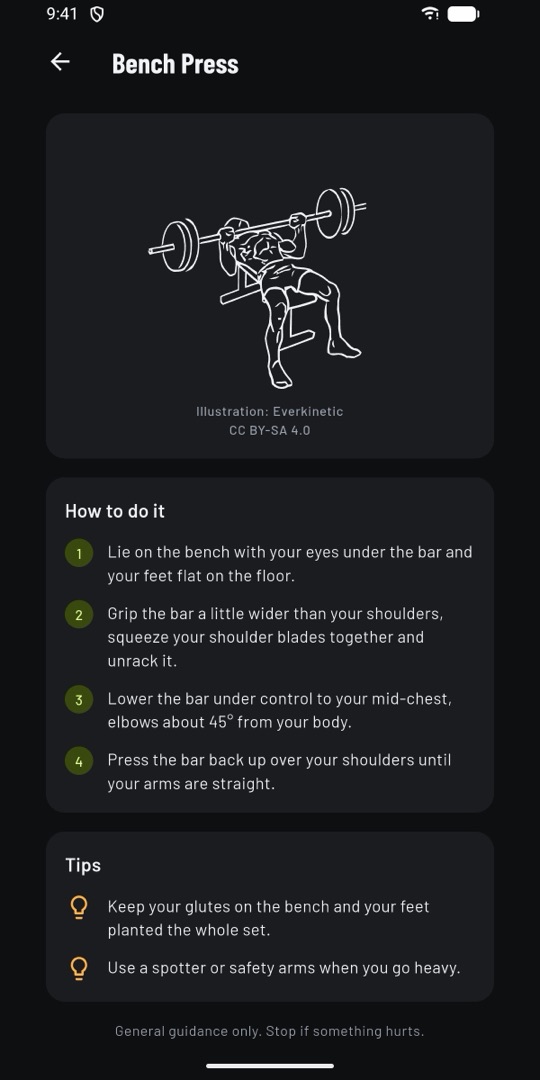 9:41
Bench Press
Illustration: Everkinetic
CC BY-SA 4.0
How to do it
1
Lie on the bench with your eyes under the bar and
your feet flat on the floor.
2
Grip the bar a little wider than your shoulders,
squeeze your shoulder blades together and
unrack it.
3
Lower the bar under control to your mid-chest,
elbows about 45° from your body.
4
Press the bar back up over your shoulders until
your arms are straight.
Tips
Keep your glutes on the bench and your feet
planted the whole set.
Use a spotter or safety arms when you go heavy.
General guidance only. Stop if something hurts.